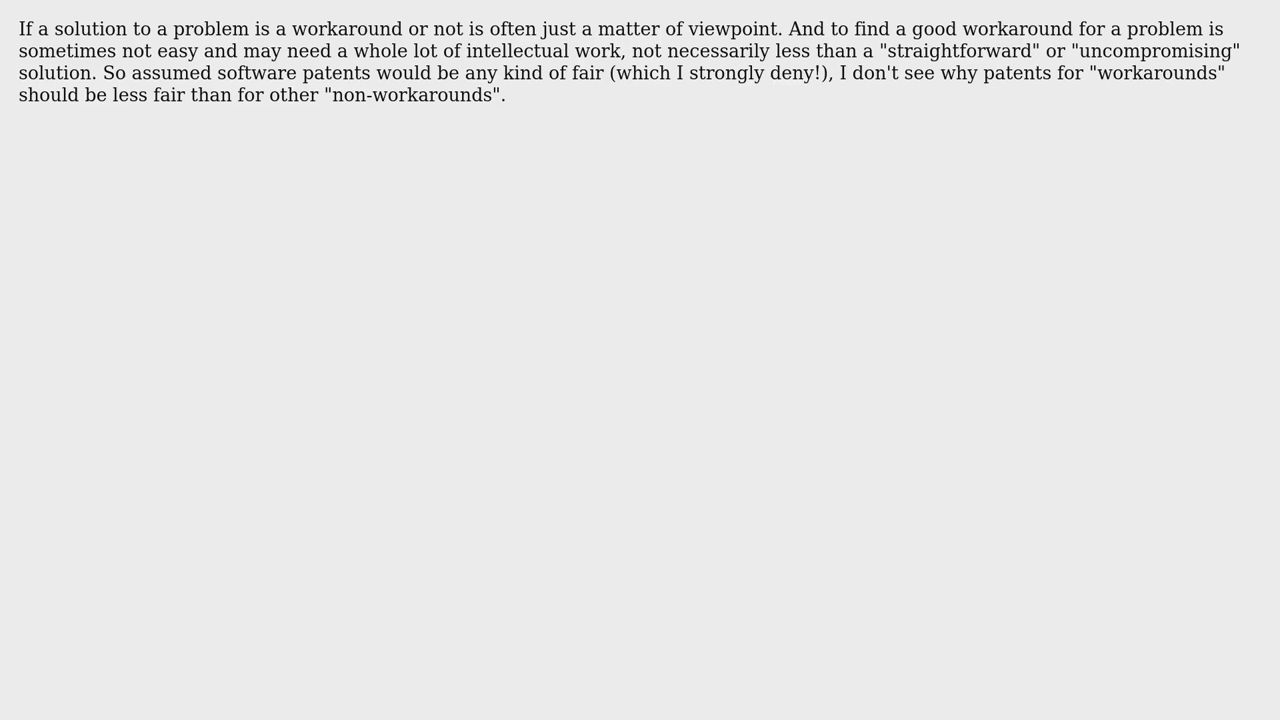 If a solution to a problem is a workaround or not is often just a matter of viewpoint. And to find a good workaround for a problem is
sometimes not easy and may need a whole lot of intellectual work, not necessarily less than a "straightforward" or "uncompromising"
solution. So assumed software patents would be any kind of fair (which I strongly deny!), I don't see why patents for "workarounds"
should be less fair than for other "non-workarounds".